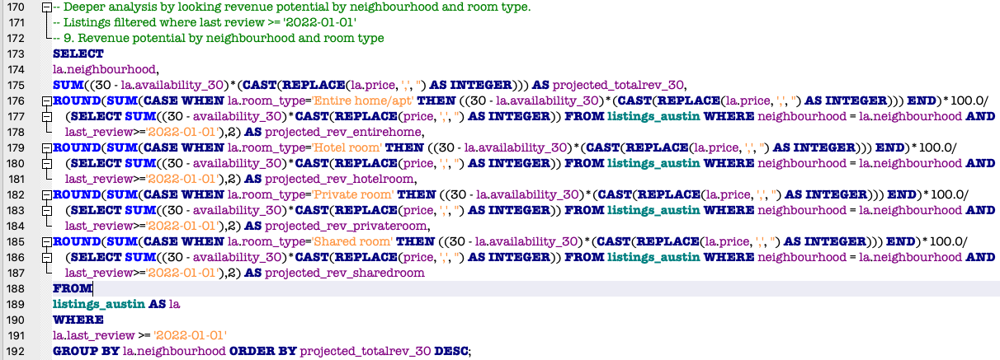 170 -- Deeper analysis by looking revenue potential by neighbourhood and room type.
171 -- Listings filtered where last review >= '2022-01-01'
172 -- 9. Revenue potential by neighbourhood and room type
173 SELECT
174 la.neighbourhood,
175 SUM((30 - la.availability_30)*(CAST(REPLACE(la.price, ',', '') AS INTEGER))) AS projected_totalrev_30,
176 ROUND(SUM(CASE WHEN la.room_type='Entire home/apt' THEN ((30 - la.availability_30)*(CAST(REPLACE(la.price, ',', '') AS INTEGER))) END)*100.0/
177 (SELECT SUM((30 - availability_30)*CAST(REPLACE(price, ',', '') AS INTEGER)) FROM listings_austin WHERE neighbourhood = la.neighbourhood AND
178 last_review>='2022-01-01'),2) AS projected_rev_entirehome,
179 ROUND(SUM(CASE WHEN la.room_type='Hotel room' THEN ((30 - la.availability_30)*(CAST(REPLACE(la.price, ',', '') AS INTEGER))) END)*100.0/
180 (SELECT SUM((30 - availability_30)*CAST(REPLACE(price, ',', '') AS INTEGER)) FROM listings_austin WHERE neighbourhood = la.neighbourhood AND
181 last_review>='2022-01-01'),2) AS projected_rev_hotelroom,
182 ROUND(SUM(CASE WHEN la.room_type='Private room' THEN ((30 - la.availability_30)*(CAST(REPLACE(la.price, ',', '') AS INTEGER))) END)*100.0/
183 (SELECT SUM((30 - availability_30)*CAST(REPLACE(price, ',', '') AS INTEGER)) FROM listings_austin WHERE neighbourhood = la.neighbourhood AND
184 last_review>='2022-01-01'),2) AS projected_rev_privateroom,
185 ROUND(SUM(CASE WHEN la.room_type='Shared room' THEN ((30 - la.availability_30)*(CAST(REPLACE(la.price, ',', '') AS INTEGER))) END)*100.0/
186 (SELECT SUM((30 - availability_30)*CAST(REPLACE(price, ',', '') AS INTEGER)) FROM listings_austin WHERE neighbourhood = la.neighbourhood AND
187 last_review>='2022-01-01'),2) AS projected_rev_sharedroom
188 FROM
189 listings_austin AS la
190 WHERE
191 la.last_review >= '2022-01-01'
192 GROUP BY la.neighbourhood ORDER BY projected_totalrev_30 DESC;